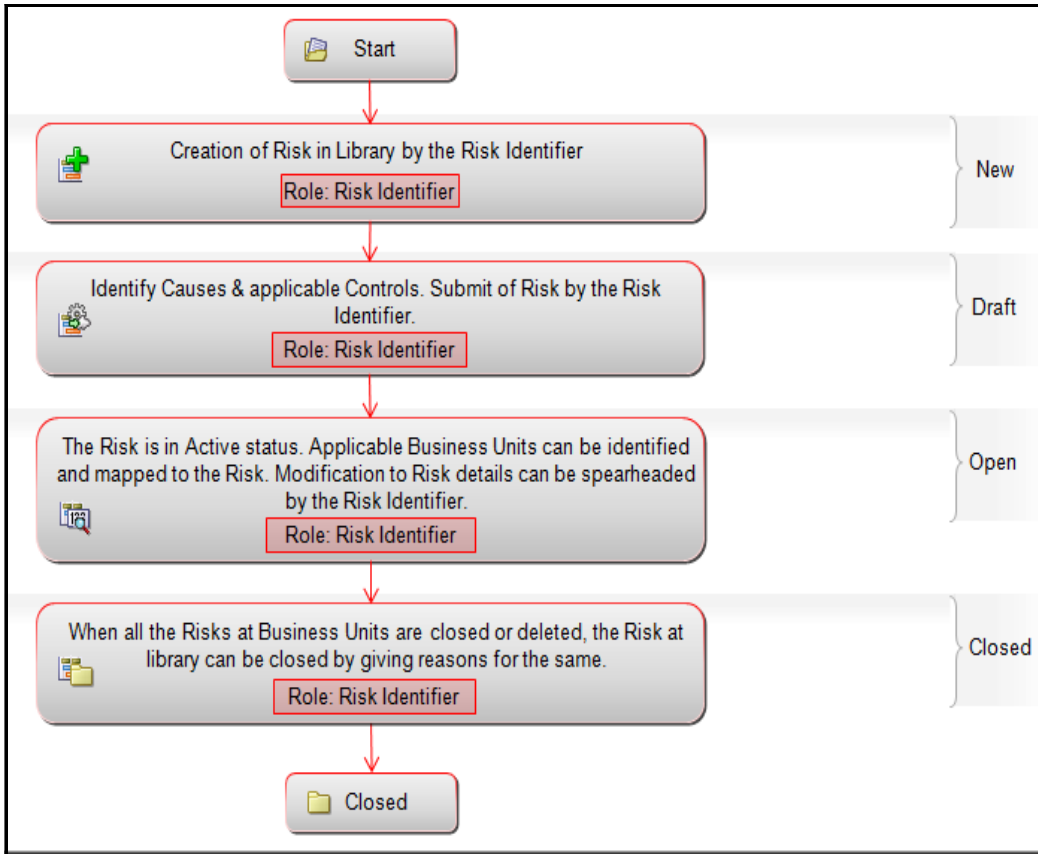 Start
Creation of Risk in Library by the Risk Identifier
Role: Risk Identifier
New
Identify Causes & applicable Controls. Submit of Risk by the Risk
Identifier.
Role: Risk Identifier
Draft
The Risk is in Active status. Applicable Business Units can be identified
and mapped to the Risk. Modification to Risk details can be spearheaded
by the Risk Identifier.
Role: Risk Identifier
Open
When all the Risks at Business Units are closed or deleted, the Risk at
library can be closed by giving reasons for the same.
Role: Risk Identifier
Closed
Closed